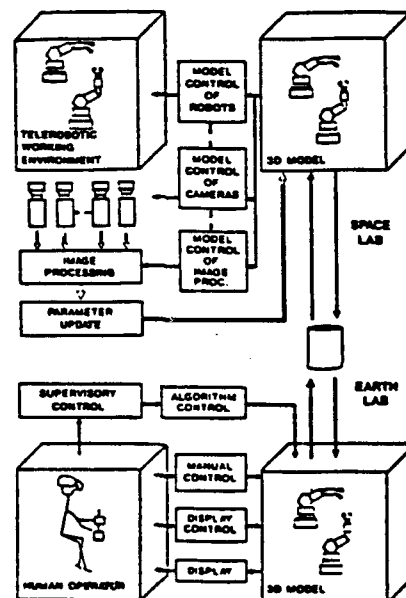 MODEL
CONTROL
OF
ROBOTS
TELEROBOTIC
WORKING
ENVIRONMENT
3D MODEL
MODEL
CONTROL
OF
CAMERAS
SPACE
LAB
IMAGE
PROCESSING
MODEL
CONTROL
OF
IMAGE
PROC.
PARAMETER
UPDATE
EARTH
LAB
SUPERVISORY
CONTROL
ALGORITHM
CONTROL
MANUAL
CONTROL
DISPLAY
CONTROL
DISPLAY
HUMAN OPERATOR
3D MODEL